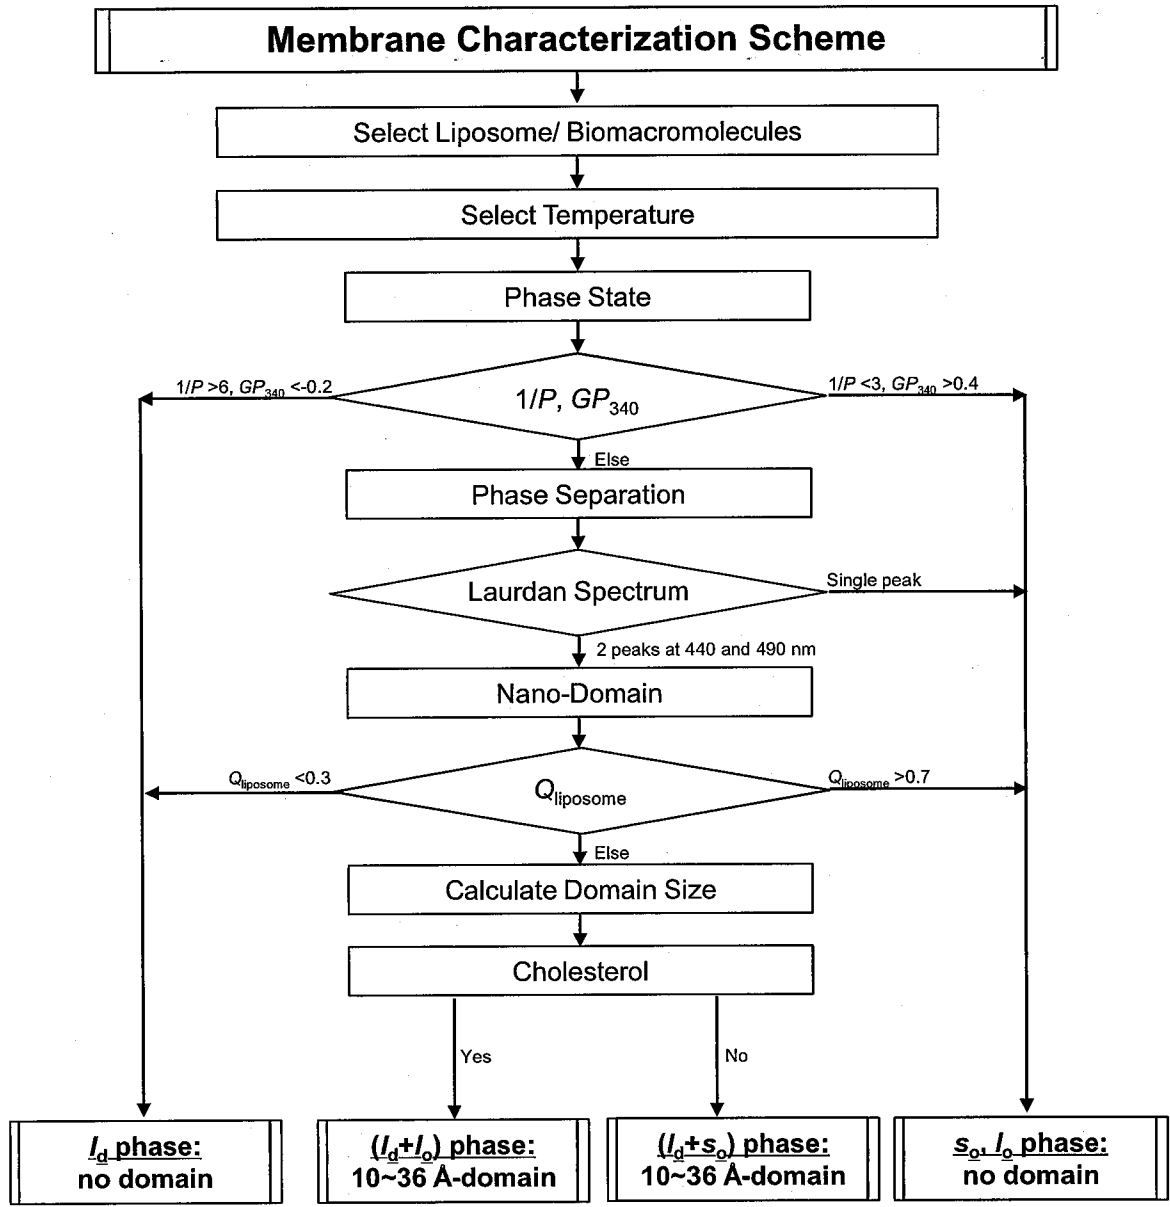 Membrane Characterization Scheme
Select Liposome/ Biomacromolecules
Select Temperature
Phase State
1/P >6, GP340 <-0.2
1/P <3, GP340 >0.4
1/P, GP340
Else
Phase Separation
Laurdan Spectrum
Single peak
2 peaks at 440 and 490 nm
Nano-Domain
Qliposome <0.3
Qliposome >0.7
Qliposome
Else
Calculate Domain Size
Cholesterol
Yes
No
ld phase:
no domain
(ld+lo) phase:
10~36 Å-domain
(ld+so) phase:
10~36 Å-domain
so, lo phase:
no domain